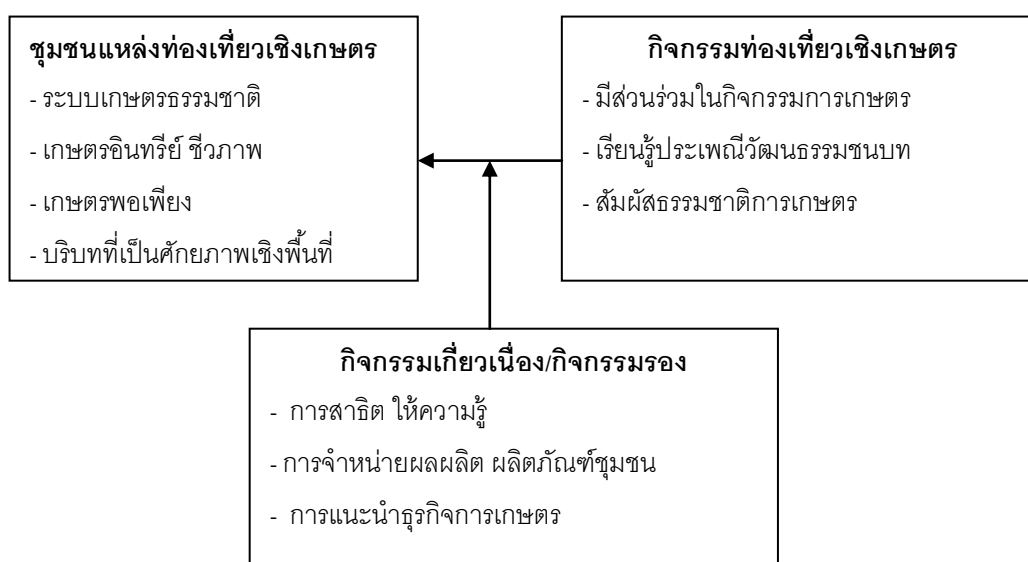 ชุมชนแหล่งท่องเที่ยวเชิงเกษตร
- ระบบเกษตรธรรมชาติ
- เกษตรอินทรีย์ ชีวภาพ
- เกษตรพอเพียง
- บริบทที่เป็นศักยภาพเชิงพื้นที่
กิจกรรมท่องเที่ยวเชิงเกษตร
- มีส่วนร่วมในกิจกรรมการเกษตร
- เรียนรู้ประเพณีวัฒนธรรมชนบท
- สัมผัสธรรมชาติการเกษตร
กิจกรรมเกี่ยวเนื่อง/กิจกรรมรอง
- การสาธิต ให้ความรู้
- การจำหน่ายผลผลิต ผลิตภัณฑ์ชุมชน
- การแนะนำธุรกิจการเกษตร